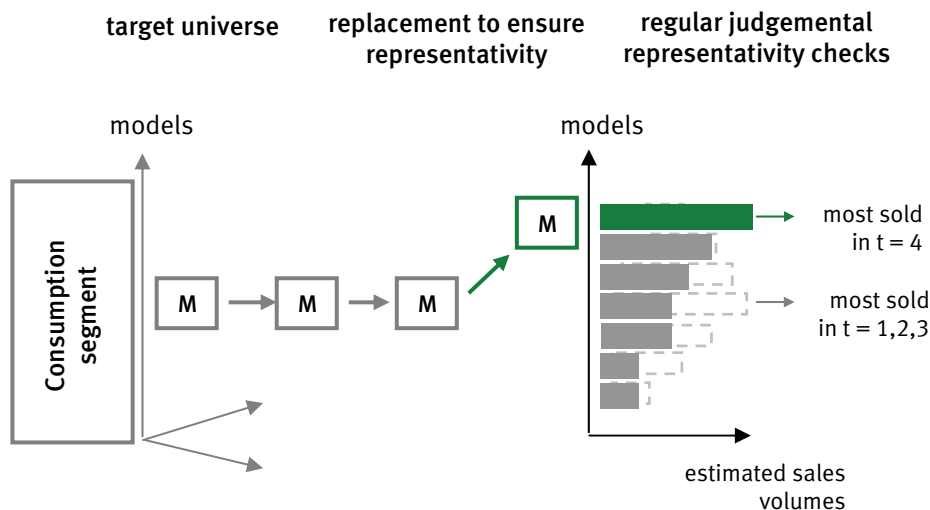 target universe
replacement to ensure
representativity
regular judgemental
representativity checks
models
models
Consumption
segment
M
M
M
M
most sold
in t = 4
most sold
in t = 1,2,3
estimated sales
volumes